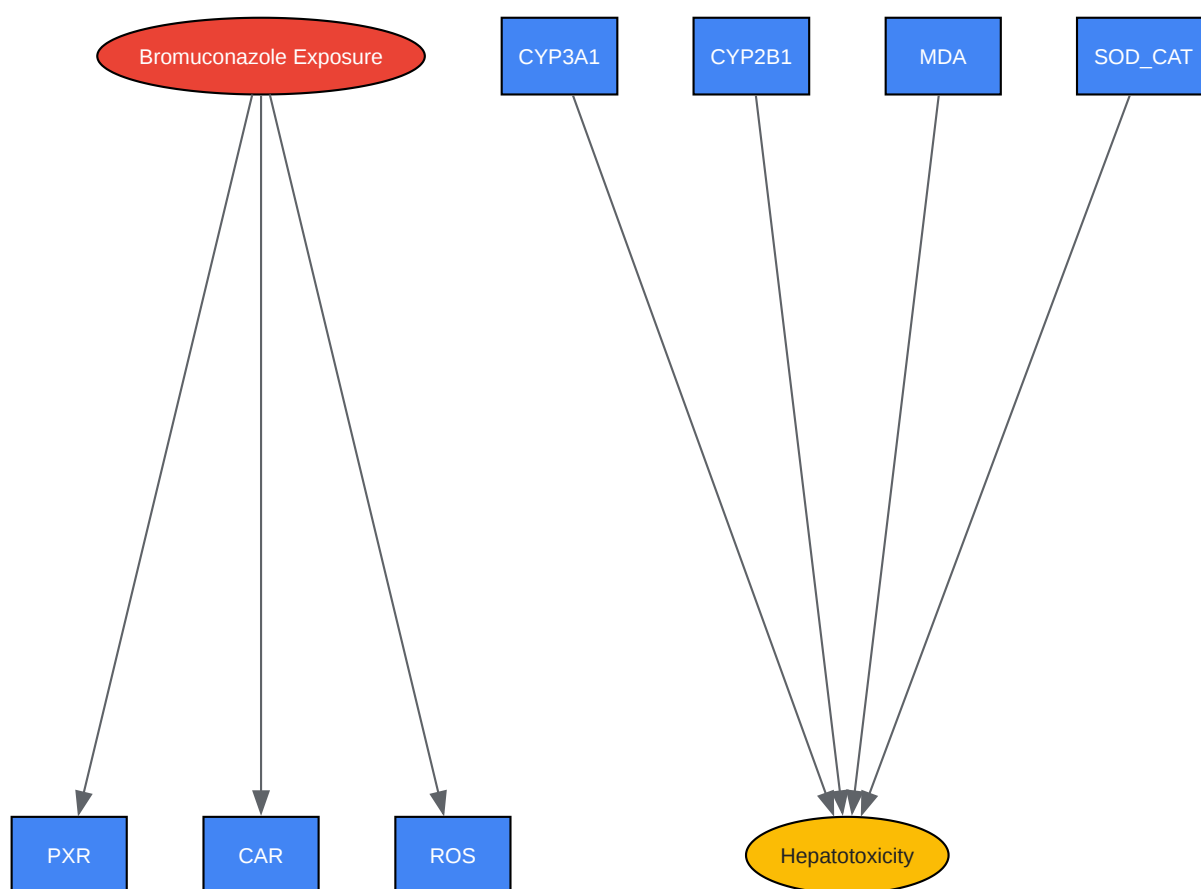 Bromuconazole Exposure
CYP3A1
CYP2B1
MDA
SOD_CAT
PXR
CAR
ROS
Hepatotoxicity